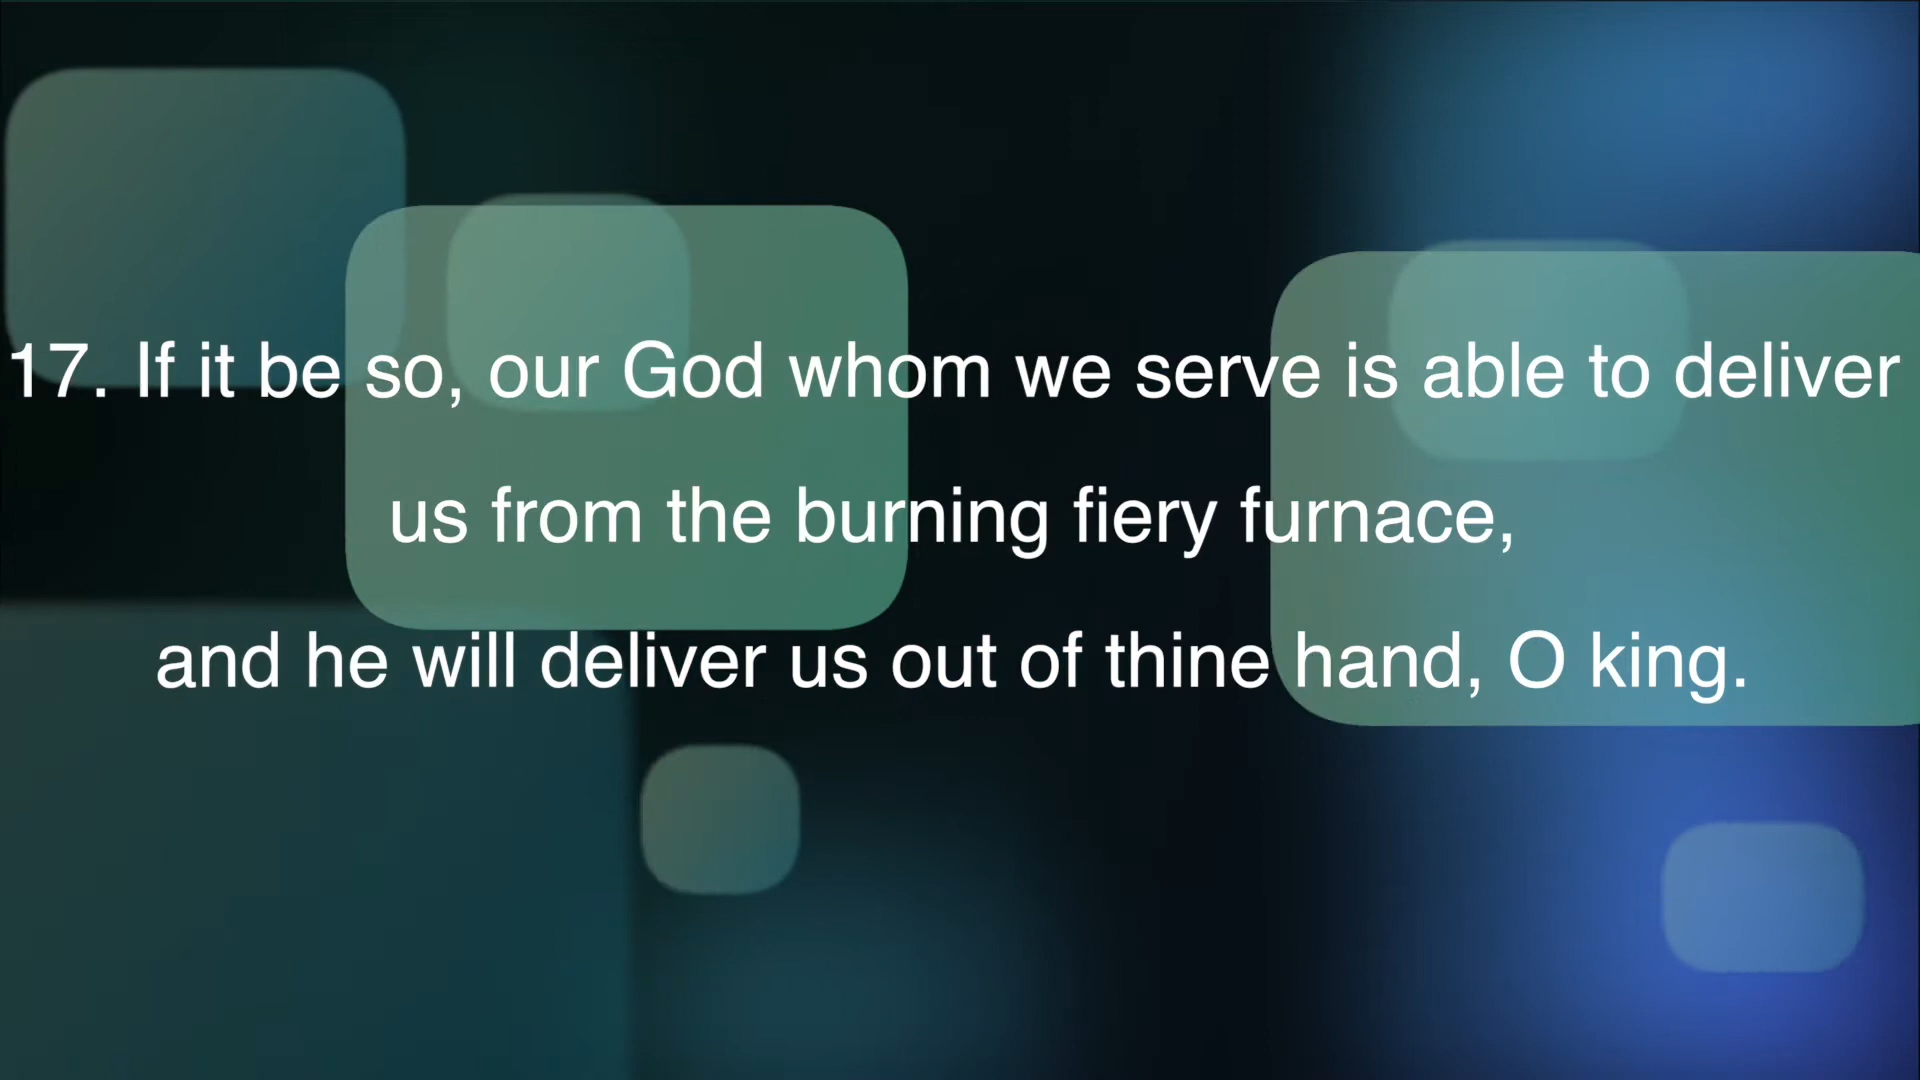 17. If it be so, our God whom we serve is able to deliver
us from the burning fiery furnace,
and he will deliver us out of thine hand, O king.